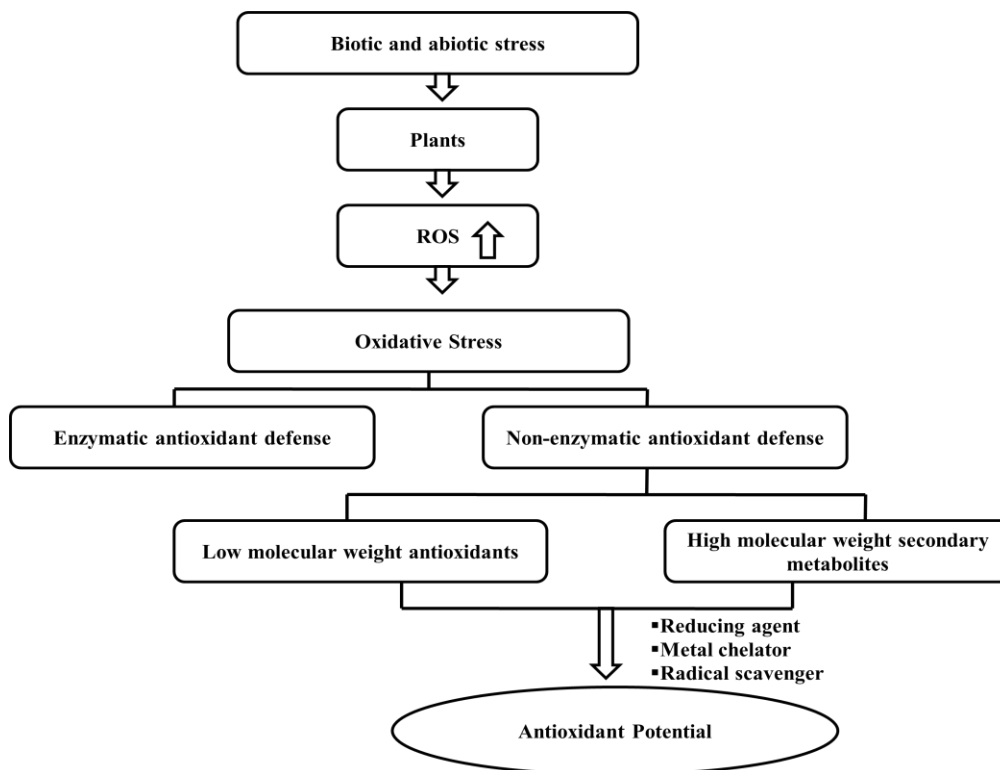 Biotic and abiotic stress
Plants
ROS
Oxidative Stress
Enzymatic antioxidant defense
Non-enzymatic antioxidant defense
Low molecular weight antioxidants
High molecular weight secondary
metabolites
▪Reducing agent
▪Metal chelator
▪Radical scavenger
Antioxidant Potential